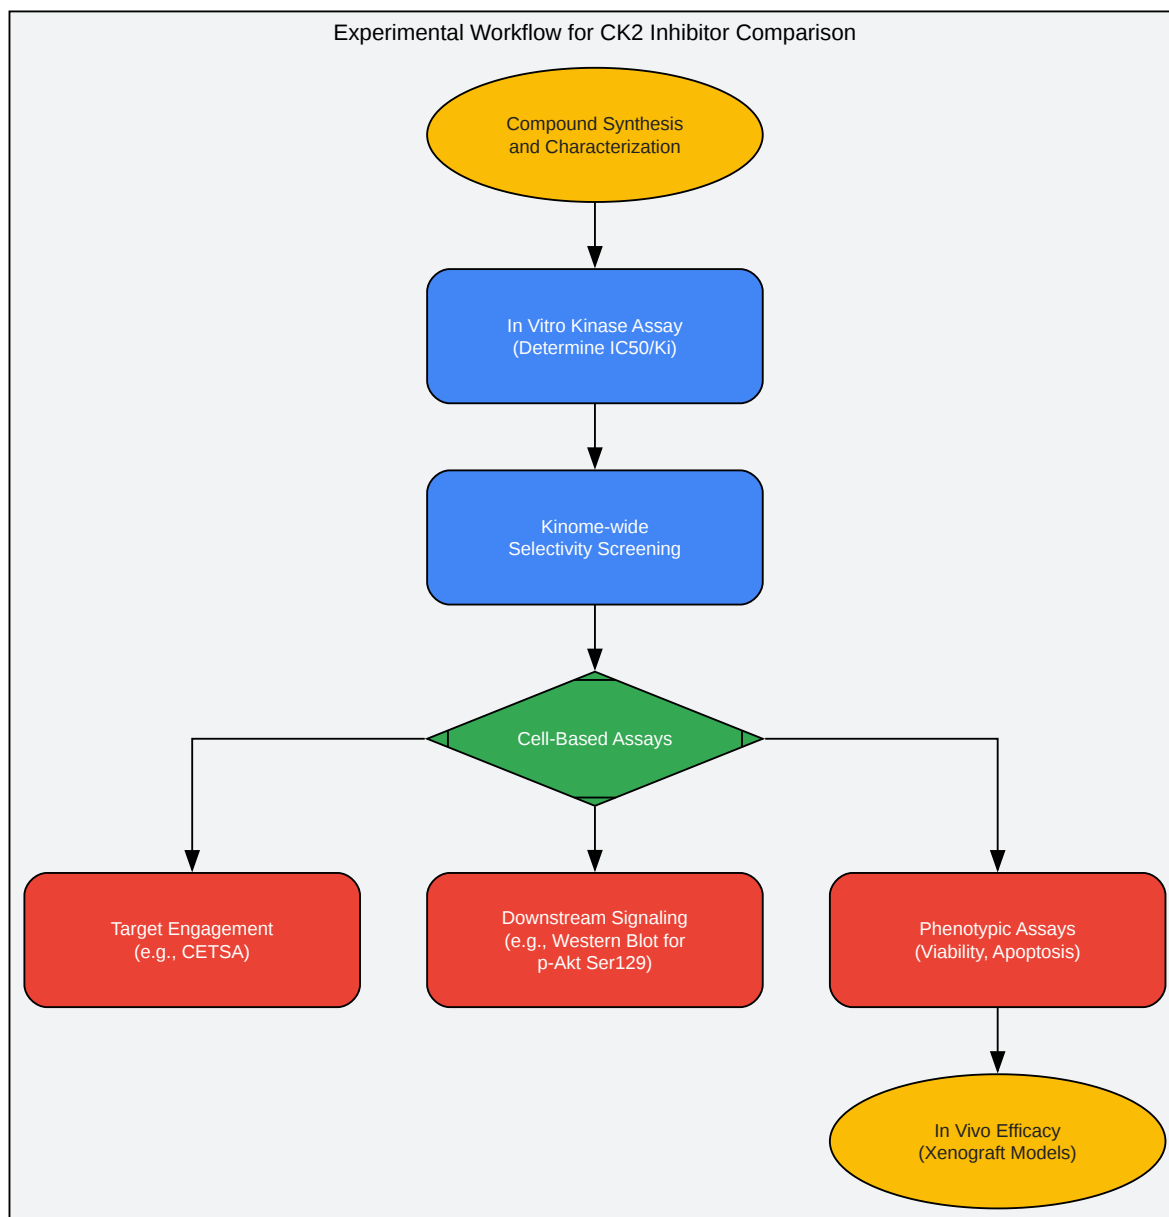 Experimental Workflow for CK2 Inhibitor Comparison
Compound Synthesis
and Characterization
In Vitro Kinase Assay
(Determine IC50/Ki)
Kinome-wide
Selectivity Screening
Cell-Based Assays
Target Engagement
(e.g., CETSA)
Downstream Signaling
(e.g., Western Blot for
p-Akt Ser129)
Phenotypic Assays
(Viability, Apoptosis)
In Vivo Efficacy
(Xenograft Models)